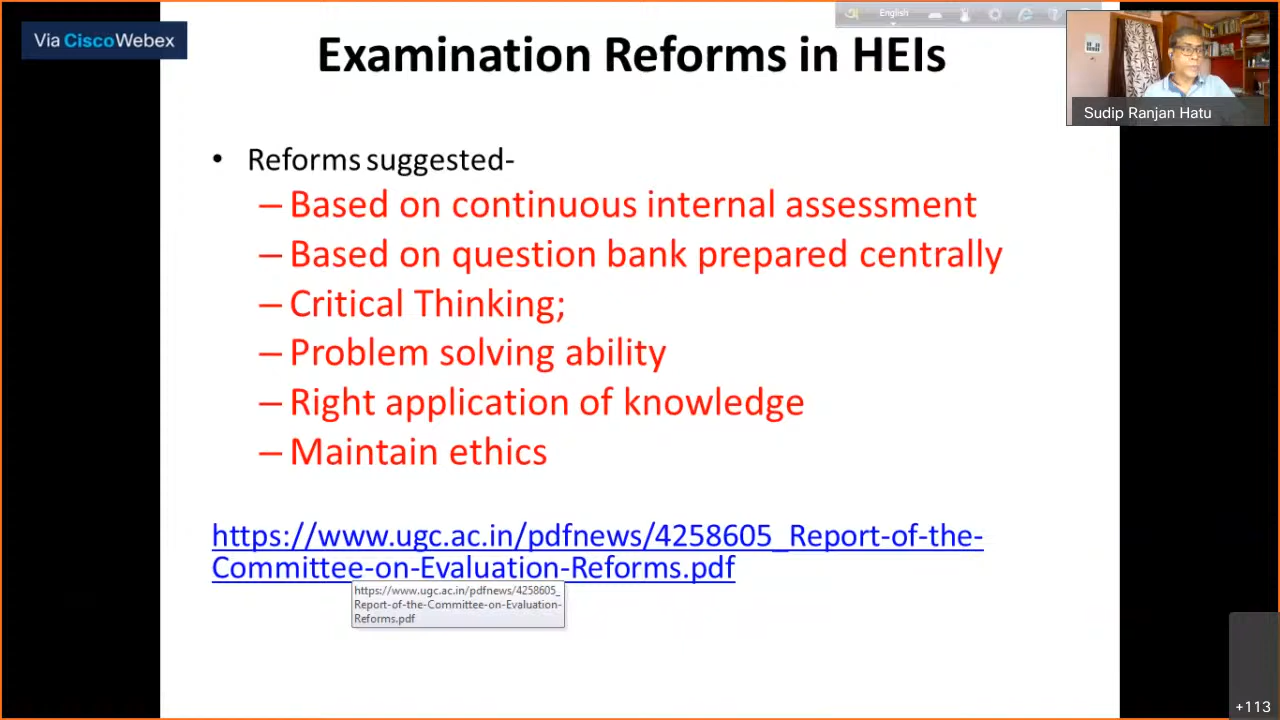 Via CiscoWebex
English
Examination Reforms in HEIs
Sudip Ranjan Hatu
• Reforms suggested-
– Based on continuous internal assessment
– Based on question bank prepared centrally
– Critical Thinking;
– Problem solving ability
– Right application of knowledge
– Maintain ethics
https://www.ugc.ac.in/pdfnews/4258605_Report-of-the-
Committee-on-Evaluation-Reforms.pdf
https://www.ugc.ac.in/pdfnews/4258605_
Report-of-the-Committee-on-Evaluation-
Reforms.pdf
+113